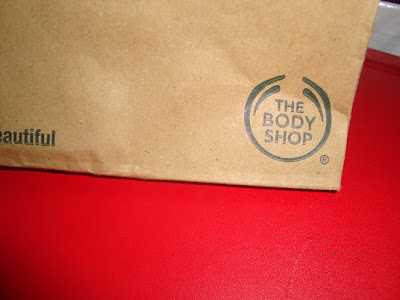 THE
BODY
SHOP
®
eautiful